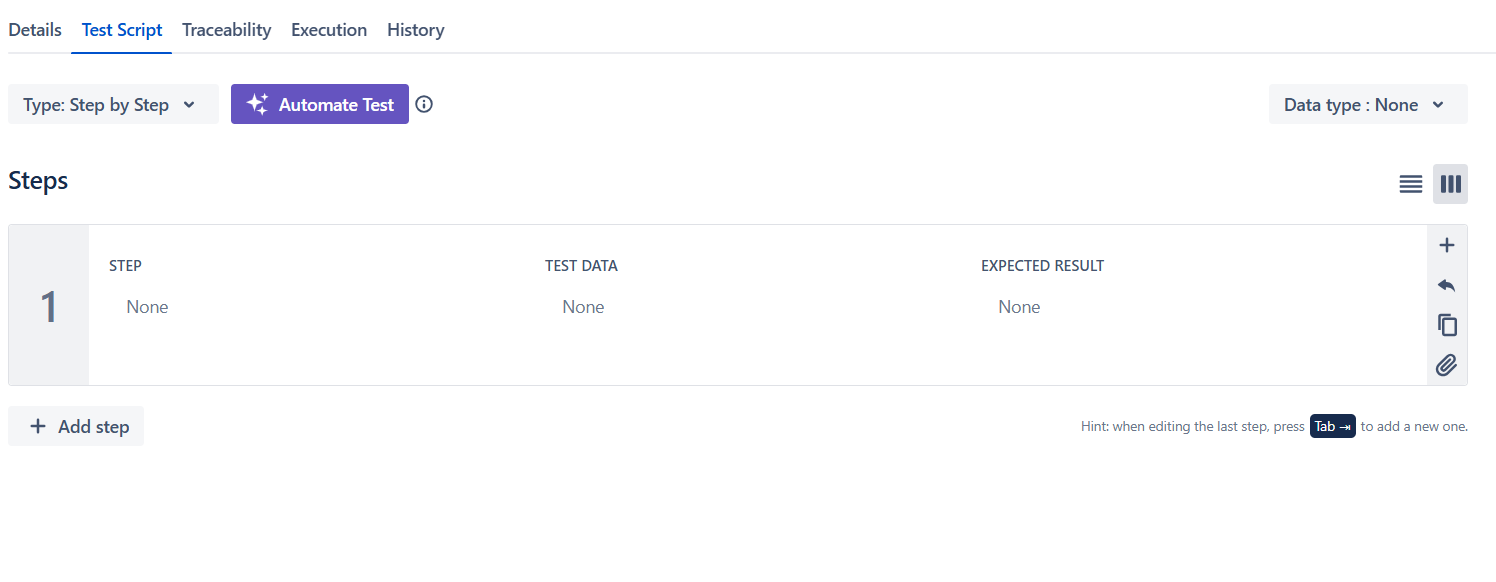 Details Test Script Traceability Execution History
Type: Step by Step Automate Test Data type : None
Steps
STEP TEST DATA EXPECTED RESULT
1 None None None
Add step Hint: when editing the last step, press Tab ⇥ to add a new one.